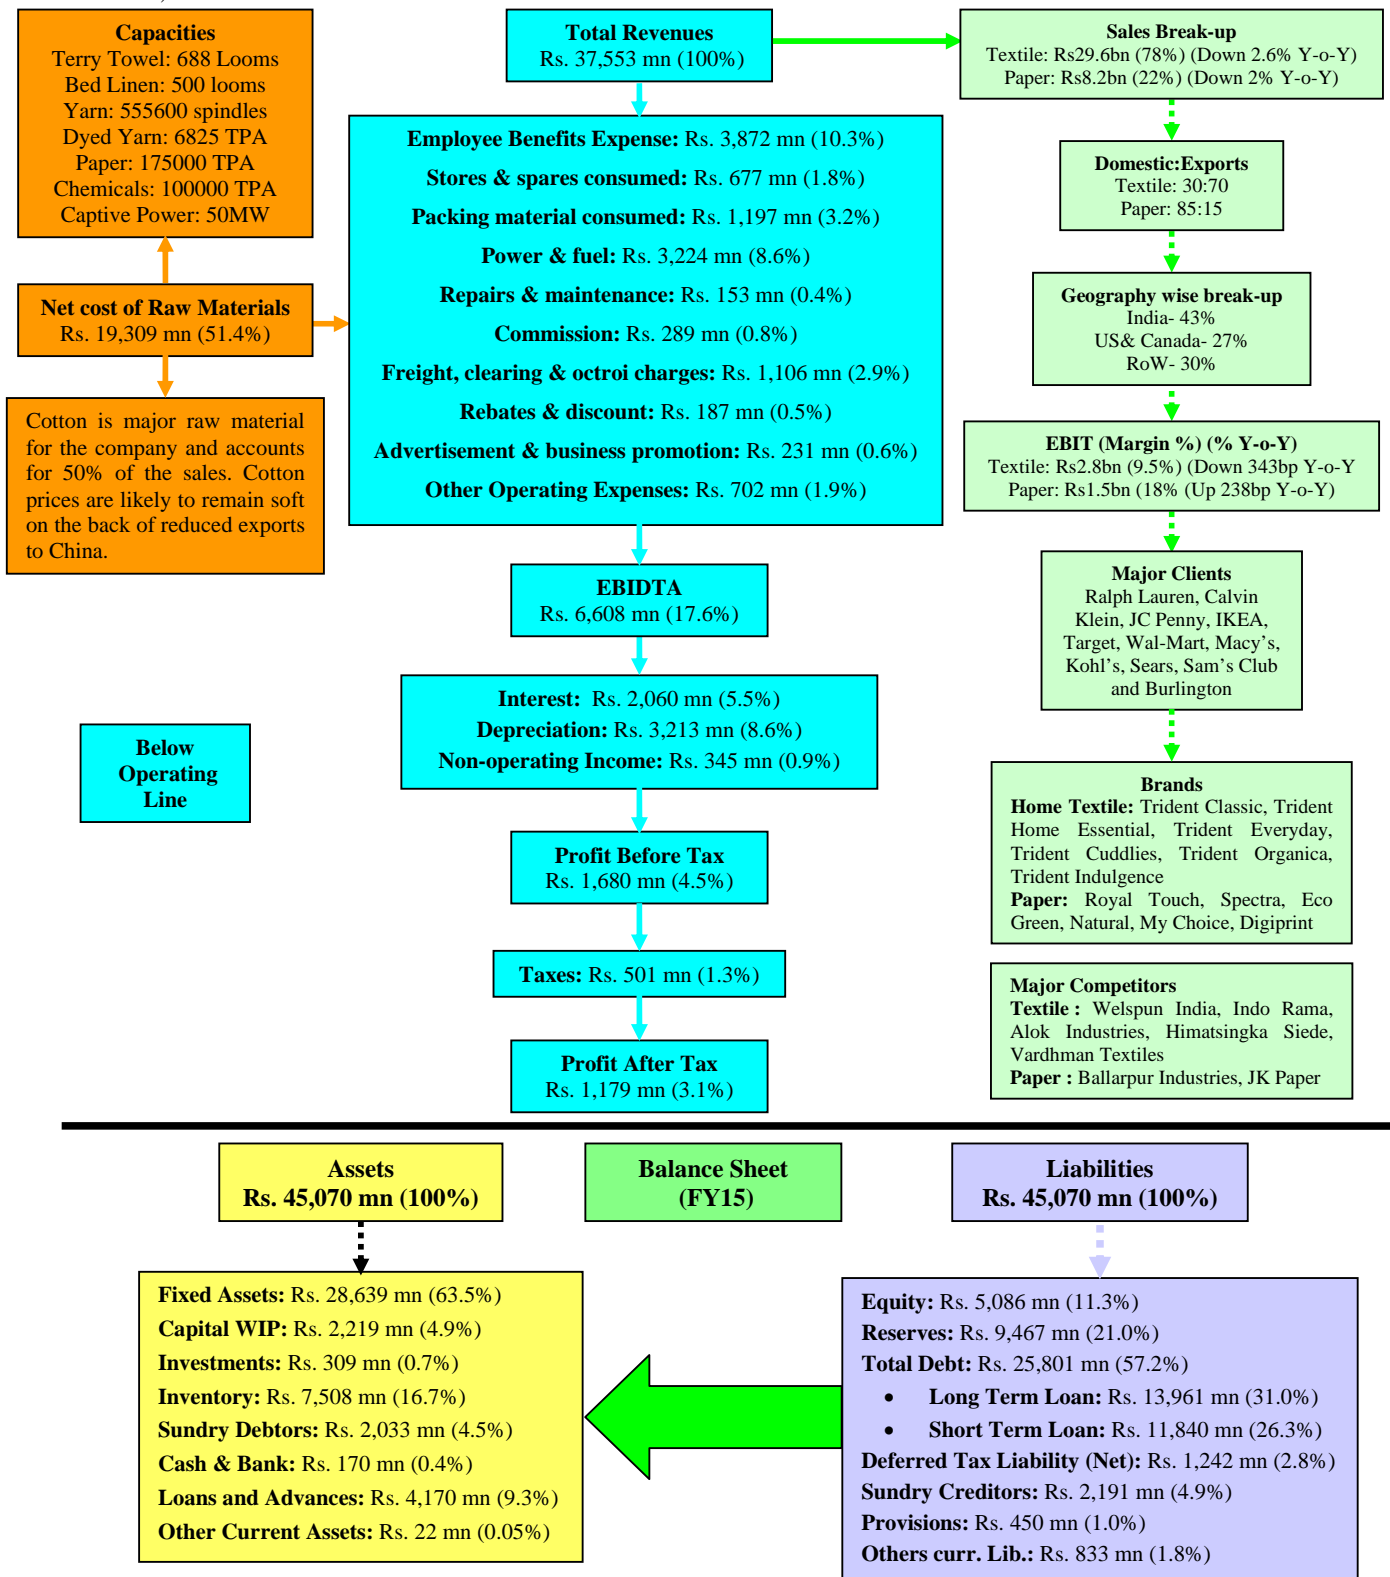 Capacities
Terry Towel: 688 Looms
Bed Linen: 500 looms
Yarn: 555600 spindles
Dyed Yarn: 6825 TPA
Paper: 175000 TPA
Chemicals: 100000 TPA
Captive Power: 50MW
Net cost of Raw Materials
Rs. 19,309 mn (51.4%)
Cotton is major raw material
for the company and accounts
for 50% of the sales. Cotton
prices are likely to remain soft
on the back of reduced exports
to China.
Total Revenues
Rs. 37,553 mn (100%)
Employee Benefits Expense: Rs. 3,872 mn (10.3%)
Stores & spares consumed: Rs. 677 mn (1.8%)
Packing material consumed: Rs. 1,197 mn (3.2%)
Power & fuel: Rs. 3,224 mn (8.6%)
Repairs & maintenance: Rs. 153 mn (0.4%)
Commission: Rs. 289 mn (0.8%)
Freight, clearing & octroi charges: Rs. 1,106 mn (2.9%)
Rebates & discount: Rs. 187 mn (0.5%)
Advertisement & business promotion: Rs. 231 mn (0.6%)
Other Operating Expenses: Rs. 702 mn (1.9%)
EBIDTA
Rs. 6,608 mn (17.6%)
Interest: Rs. 2,060 mn (5.5%)
Depreciation: Rs. 3,213 mn (8.6%)
Non-operating Income: Rs. 345 mn (0.9%)
Below
Operating
Line
Profit Before Tax
Rs. 1,680 mn (4.5%)
Taxes: Rs. 501 mn (1.3%)
Profit After Tax
Rs. 1,179 mn (3.1%)
Sales Break-up
Textile: Rs29.6bn (78%) (Down 2.6% Y-o-Y)
Paper: Rs8.2bn (22%) (Down 2% Y-o-Y)
Domestic:Exports
Textile: 30:70
Paper: 85:15
Geography wise break-up
India- 43%
US& Canada- 27%
RoW- 30%
EBIT (Margin %) (% Y-o-Y)
Textile: Rs2.8bn (9.5%) (Down 343bp Y-o-Y
Paper: Rs1.5bn (18% (Up 238bp Y-o-Y)
Major Clients
Ralph Lauren, Calvin
Klein, JC Penny, IKEA,
Target, Wal-Mart, Macy's,
Kohl's, Sears, Sam's Club
and Burlington
Brands
Home Textile: Trident Classic, Trident
Home Essential, Trident Everyday,
Trident Cuddlies, Trident Organica,
Trident Indulgence
Paper: Royal Touch, Spectra, Eco
Green, Natural, My Choice, Digiprint
Major Competitors
Textile : Welspun India, Indo Rama,
Alok Industries, Himatsingka Siede,
Vardhman Textiles
Paper : Ballarpur Industries, JK Paper
Assets
Rs. 45,070 mn (100%)
Balance Sheet
(FY15)
Liabilities
Rs. 45,070 mn (100%)
Fixed Assets: Rs. 28,639 mn (63.5%)
Capital WIP: Rs. 2,219 mn (4.9%)
Investments: Rs. 309 mn (0.7%)
Inventory: Rs. 7,508 mn (16.7%)
Sundry Debtors: Rs. 2,033 mn (4.5%)
Cash & Bank: Rs. 170 mn (0.4%)
Loans and Advances: Rs. 4,170 mn (9.3%)
Other Current Assets: Rs. 22 mn (0.05%)
Equity: Rs. 5,086 mn (11.3%)
Reserves: Rs. 9,467 mn (21.0%)
Total Debt: Rs. 25,801 mn (57.2%)
• Long Term Loan: Rs. 13,961 mn (31.0%)
• Short Term Loan: Rs. 11,840 mn (26.3%)
Deferred Tax Liability (Net): Rs. 1,242 mn (2.8%)
Sundry Creditors: Rs. 2,191 mn (4.9%)
Provisions: Rs. 450 mn (1.0%)
Others curr. Lib.: Rs. 833 mn (1.8%)